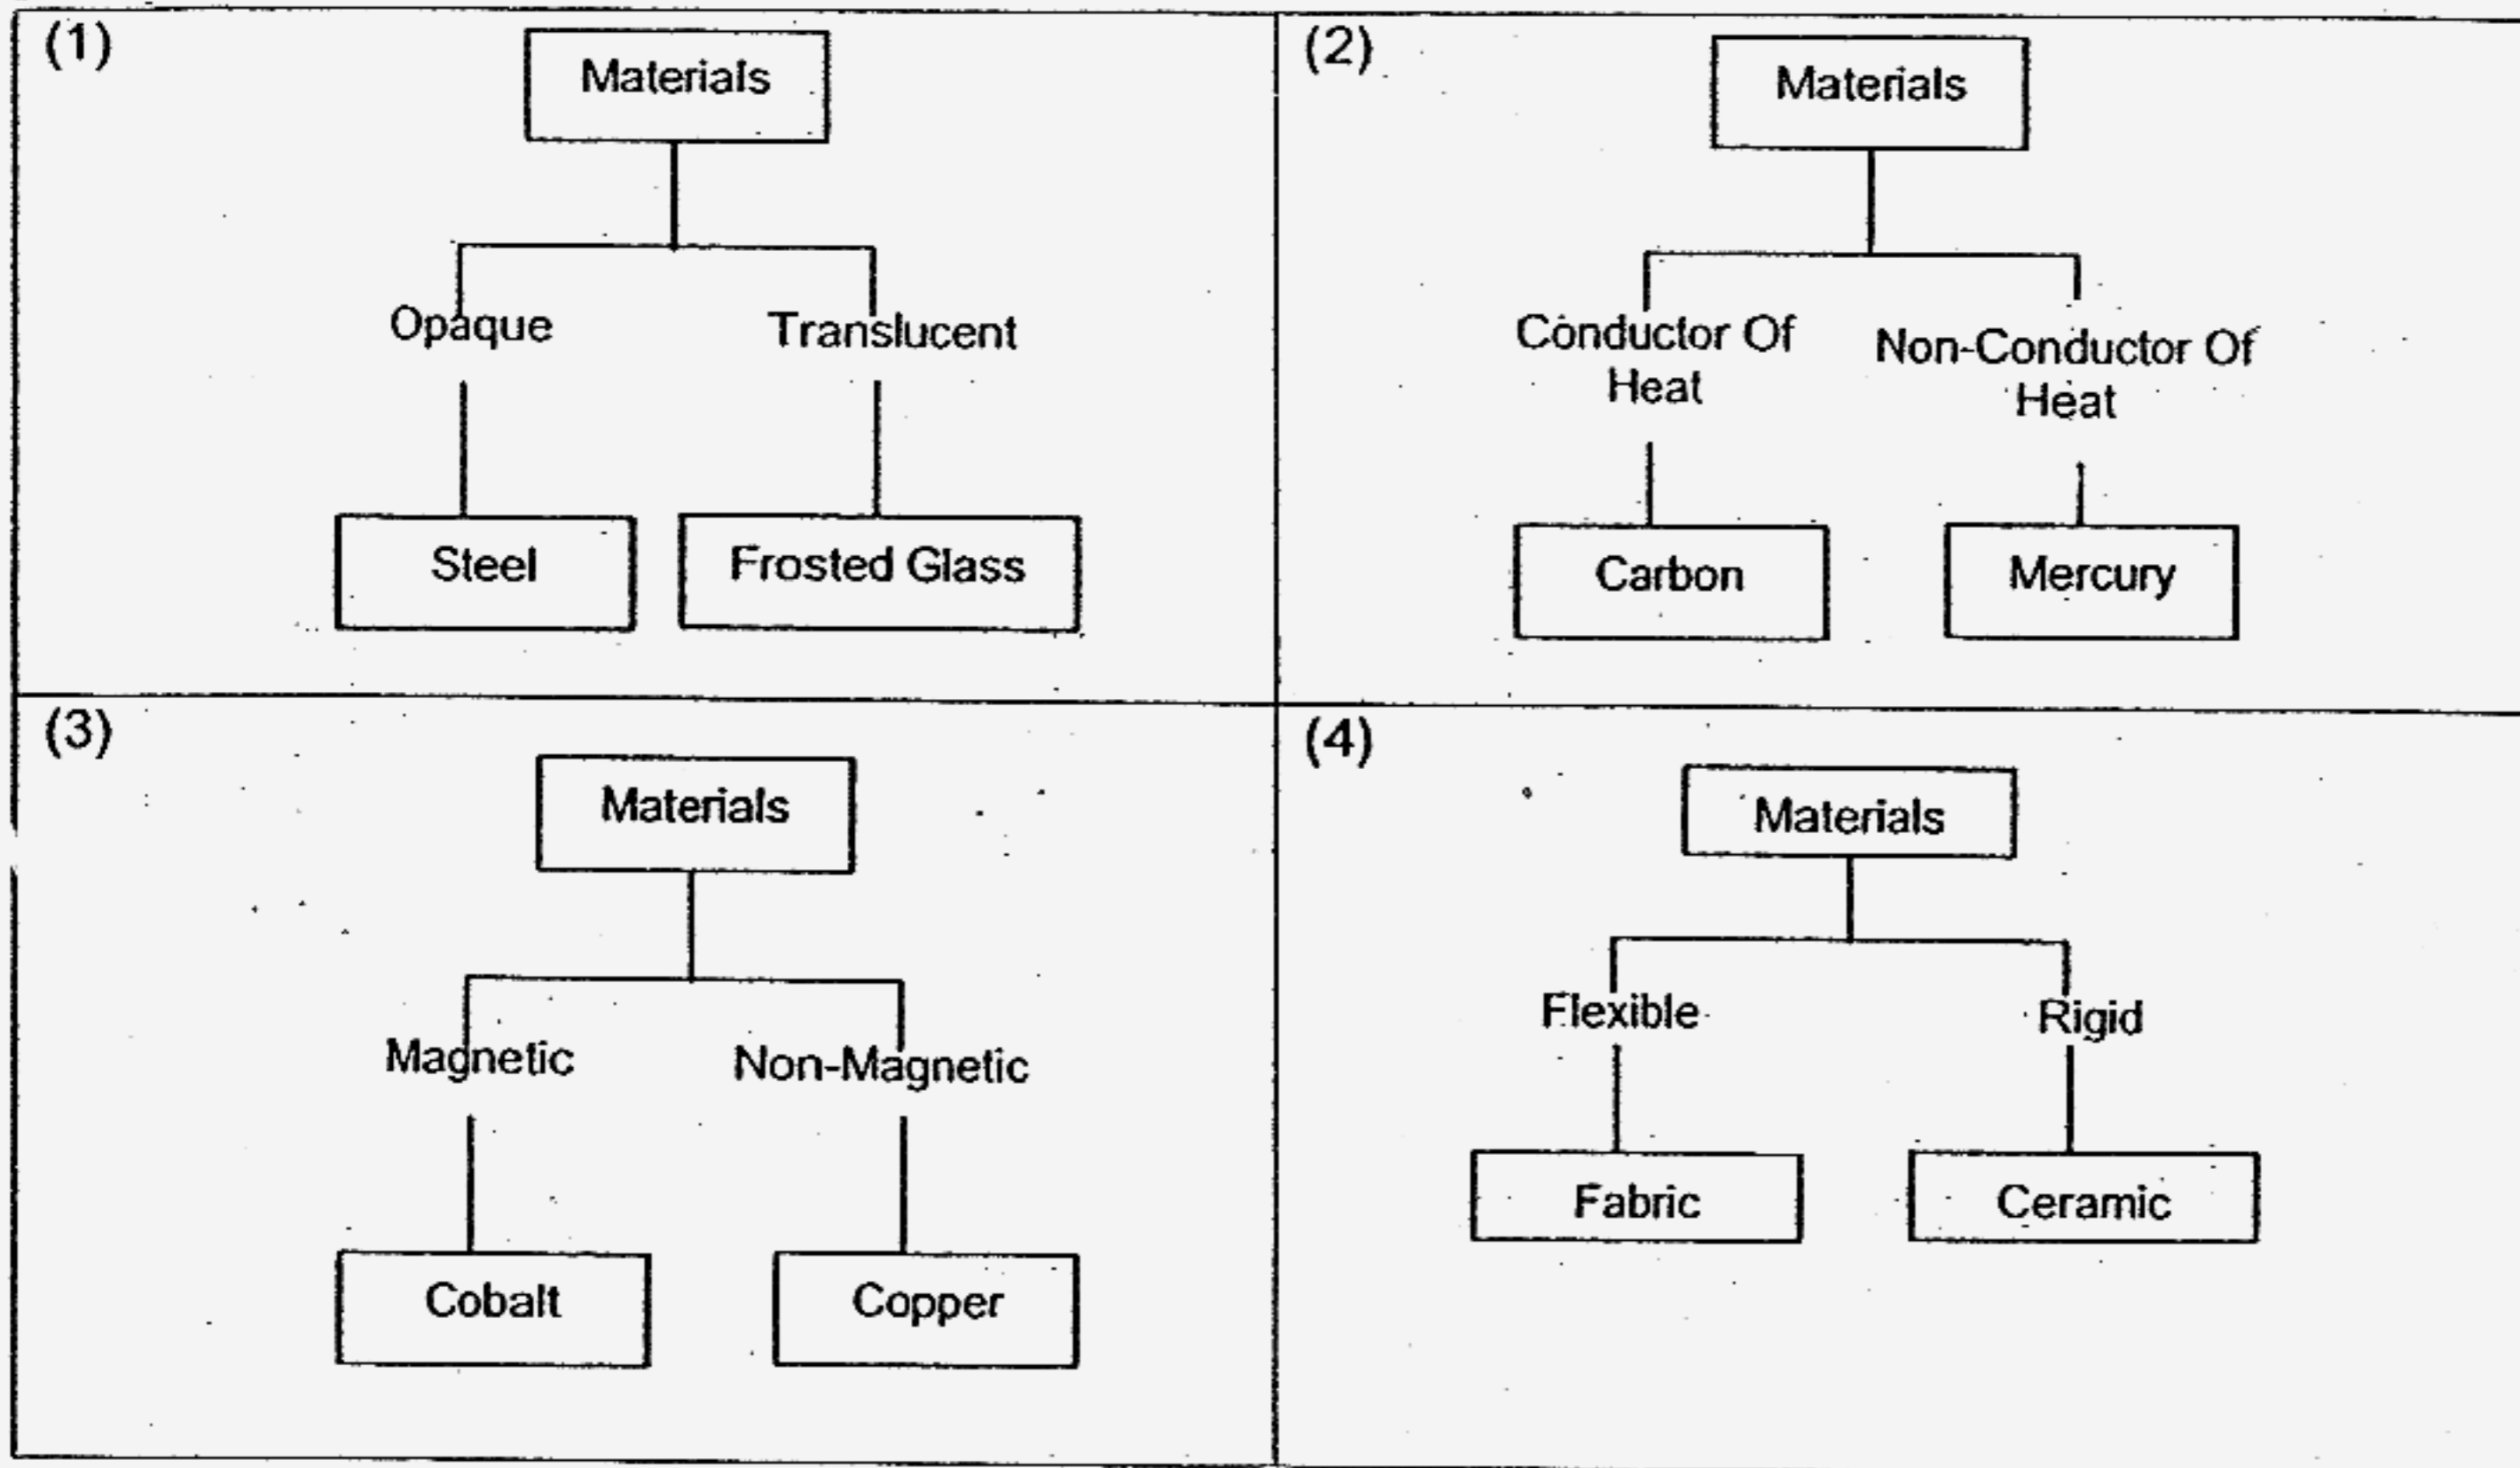 (1)
Materials
Opaque
Translucent
Steel
Frosted Glass
(2)
Materials
Conductor Of
Heat
Non-Conductor Of
Heat
Carbon
Mercury
(3)
Materials
Magnetic
Non-Magnetic
Cobalt
Copper
(4)
Materials
Flexible
Rigid
Fabric
Ceramic